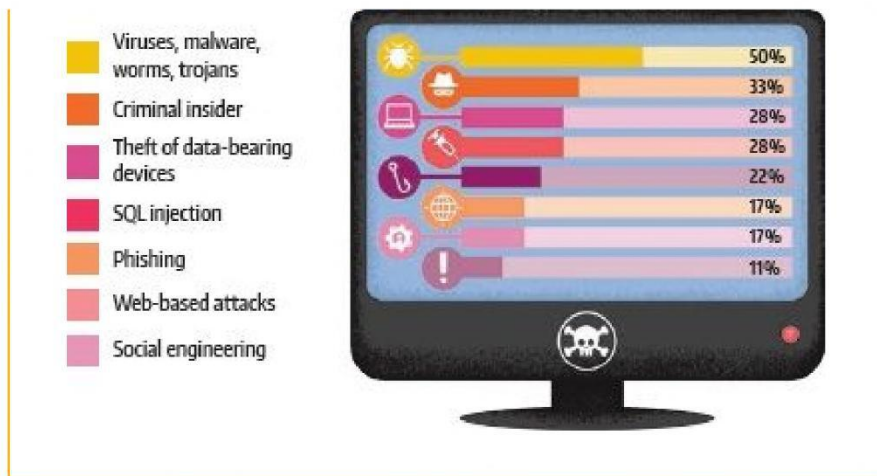 Viruses, malware,
worms, trojans
Criminal insider
Theft of data-bearing
devices
SQL injection
Phishing
Web-based attacks
Social engineering
50%
33%
28%
28%
22%
17%
17%
11%